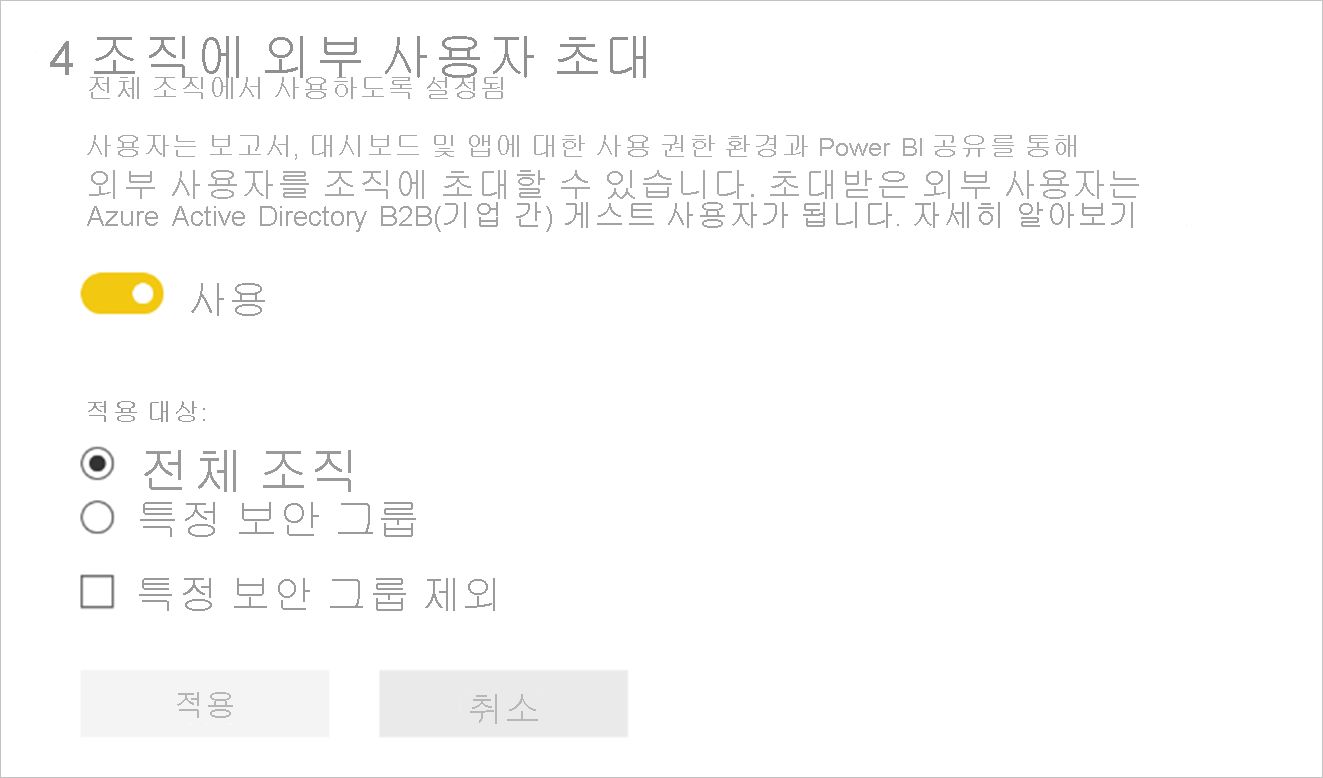 4 조직에 외부 사용자 초대
전체 조직에서 사용하도록 설정됨
사용자는 보고서, 대시보드 및 앱에 대한 사용 권한 환경과 Power BI 공유를 통해
외부 사용자를 조직에 초대할 수 있습니다. 초대받은 외부 사용자는
Azure Active Directory B2B(기업 간) 게스트 사용자가 됩니다. 자세히 알아보기
사용
적용 대상:
전체 조직
특정 보안 그룹
특정 보안 그룹 제외
적용
취소